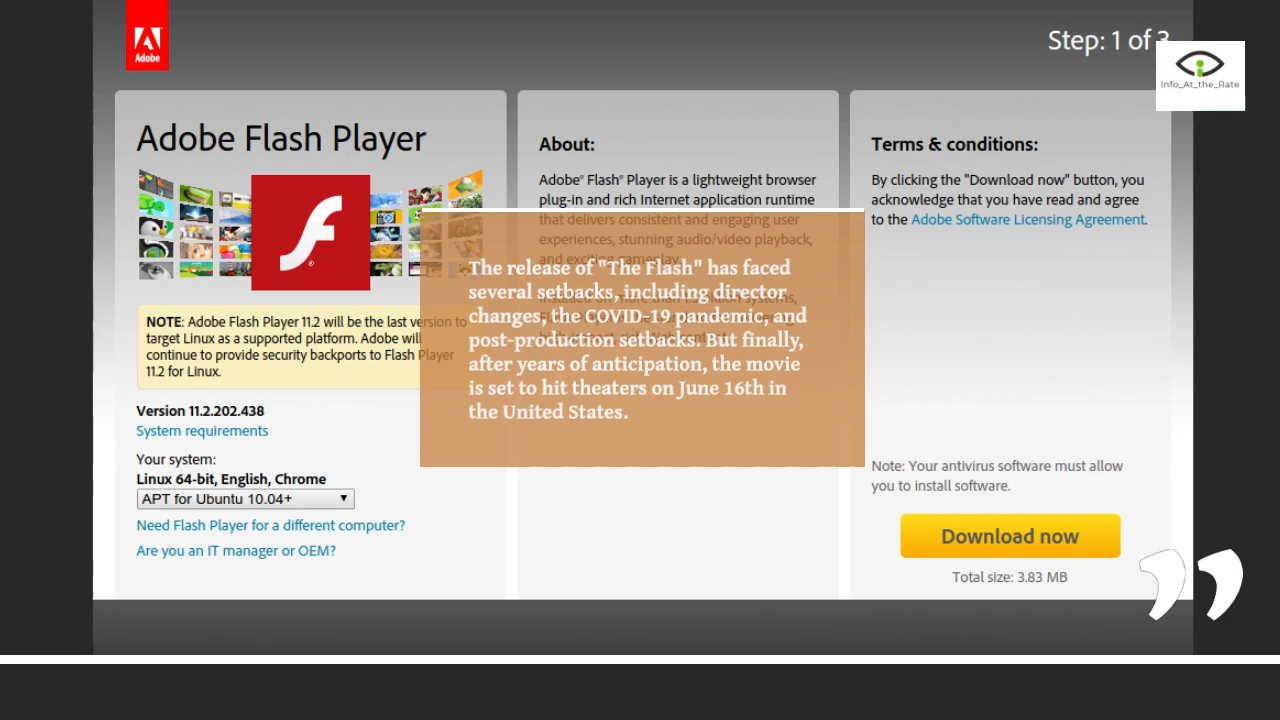 Adobe
Step: 1 of 3
Info_At_the_Rate
Adobe Flash Player
NOTE: Adobe Flash Player 11.2 will be the last version to
target Linux as a supported platform. Adobe will
continue to provide security backports to Flash Player
11.2 for Linux.
Version 11.2.202.438
System requirements
Your system:
Linux 64-bit, English, Chrome
APT for Ubuntu 10.04+
Need Flash Player for a different computer?
Are you an IT manager or OEM?
About:
Adobe® Flash® Player is a lightweight browser
plug-in and rich Internet application runtime
that delivers consistent and engaging user
experiences, stunning audio/video playback,
and exciting gameplay.
The release of "The Flash" has faced
several setbacks, including director
changes, the COVID-19 pandemic, and
post-production setbacks. But finally,
after years of anticipation, the movie
is set to hit theaters on June 16th in
the United States.
Terms & conditions:
By clicking the "Download now" button, you
acknowledge that you have read and agree
to the Adobe Software Licensing Agreement.
Note: Your antivirus software must allow
you to install software.
Download now
Total size: 3.83 MB